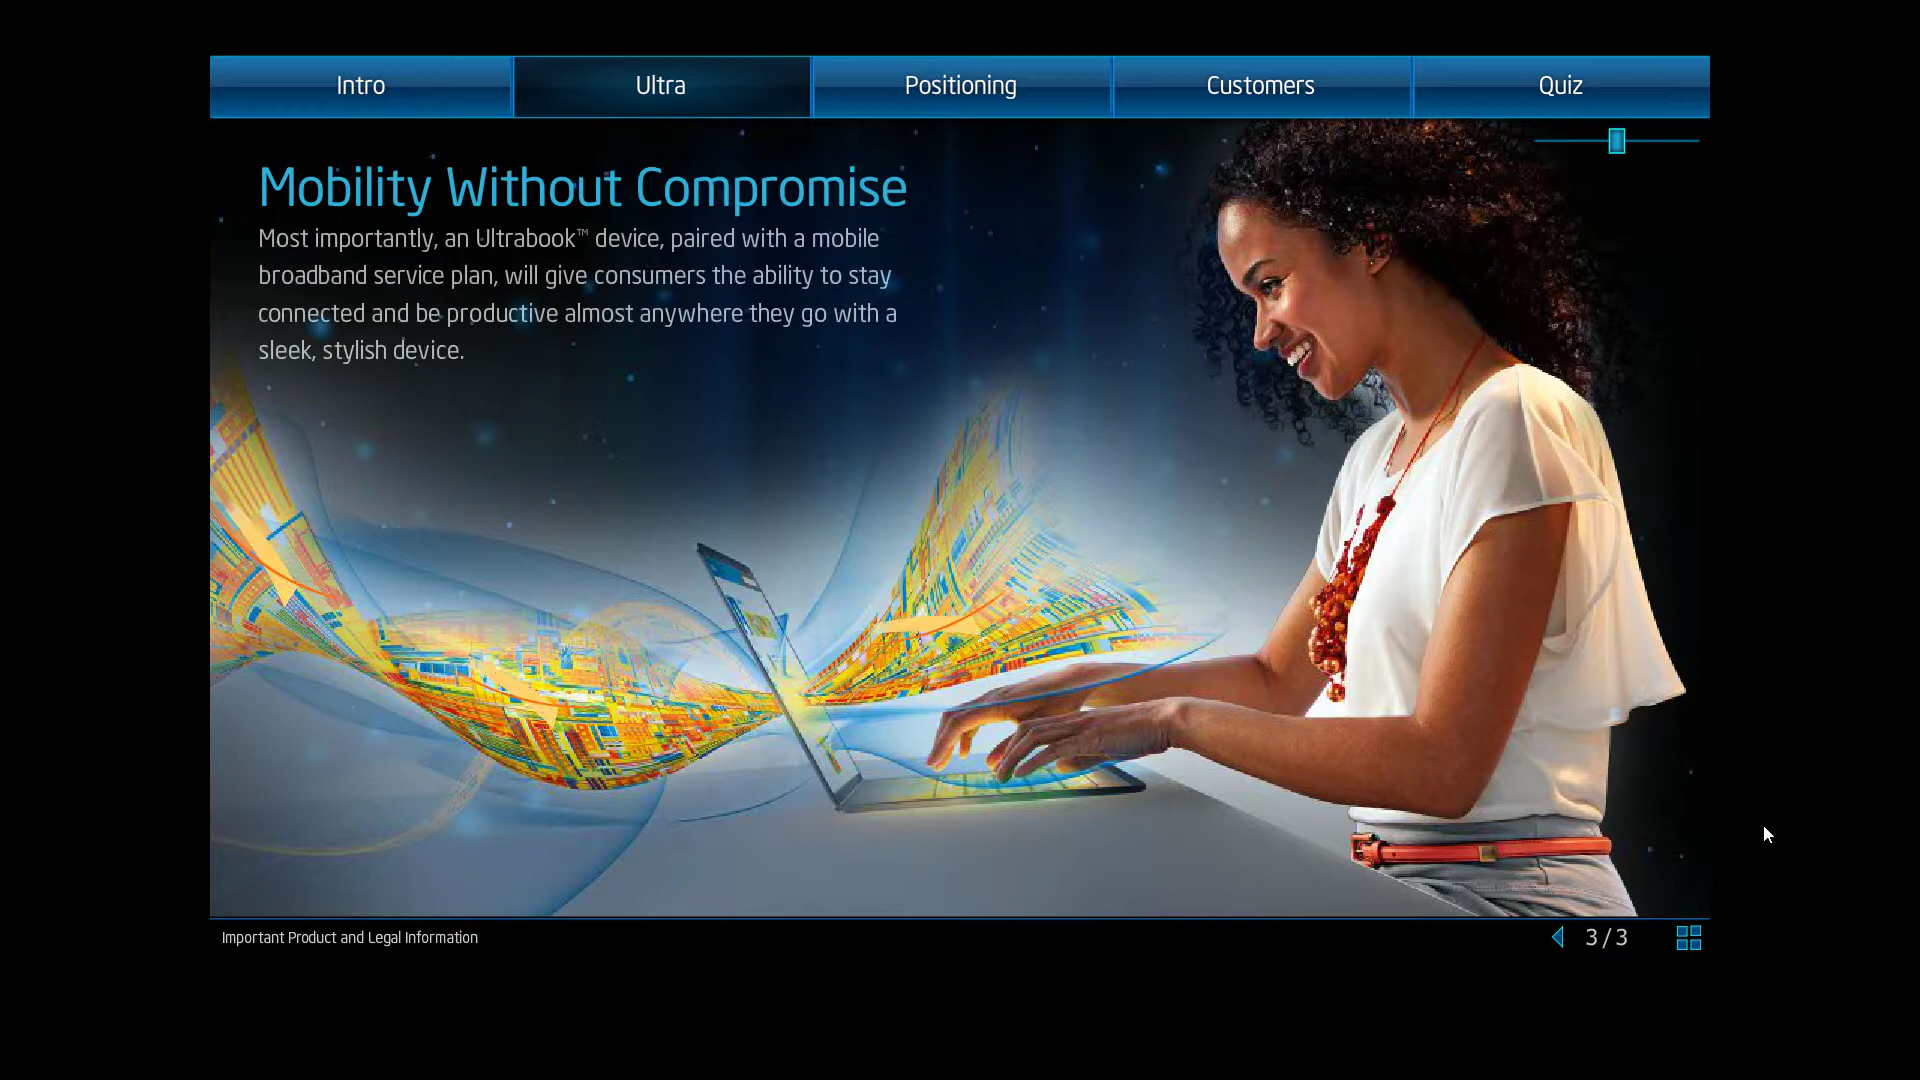 Intro
Ultra
Positioning
Customers
Quiz
Mobility Without Compromise
Most importantly, an Ultrabook™ device, paired with a mobile
broadband service plan, will give consumers the ability to stay
connected and be productive almost anywhere they go with a
sleek, stylish device.
Important Product and Legal Information
3/3